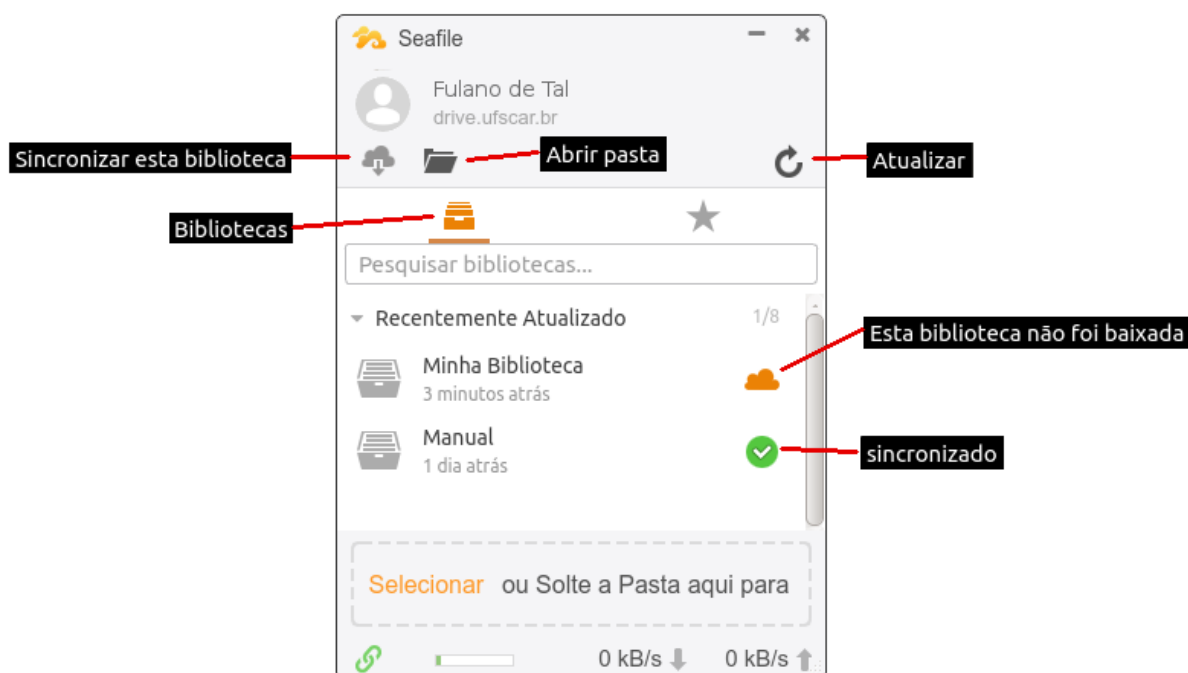 Seafile
Fulano de Tal
drive.ufscar.br
Sincronizar esta biblioteca
Abrir pasta
Atualizar
Bibliotecas
Pesquisar bibliotecas...
Recentemente Atualizado 1/8
Esta biblioteca não foi baixada
Minha Biblioteca
3 minutos atrás
Manual
1 dia atrás
sincronizado
Selecionar ou Solte a Pasta aqui para
0 kB/s 0 kB/s